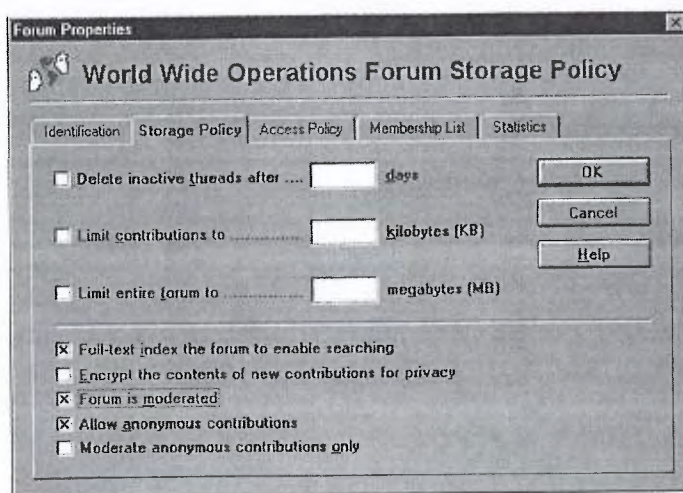 Forum Properties
World Wide Operations Forum Storage Policy
Identification Storage Policy Access Policy Membership List Statistics
Delete inactive threads after .... days
OK
Limit contributions to ............... kilobytes (KB)
Cancel
Help
Limit entire forum to ................ megabytes (MB)
Full-text index the forum to enable searching
Encrypt the contents of new contributions for privacy
Forum is moderated
Allow anonymous contributions
Moderate anonymous contributions only